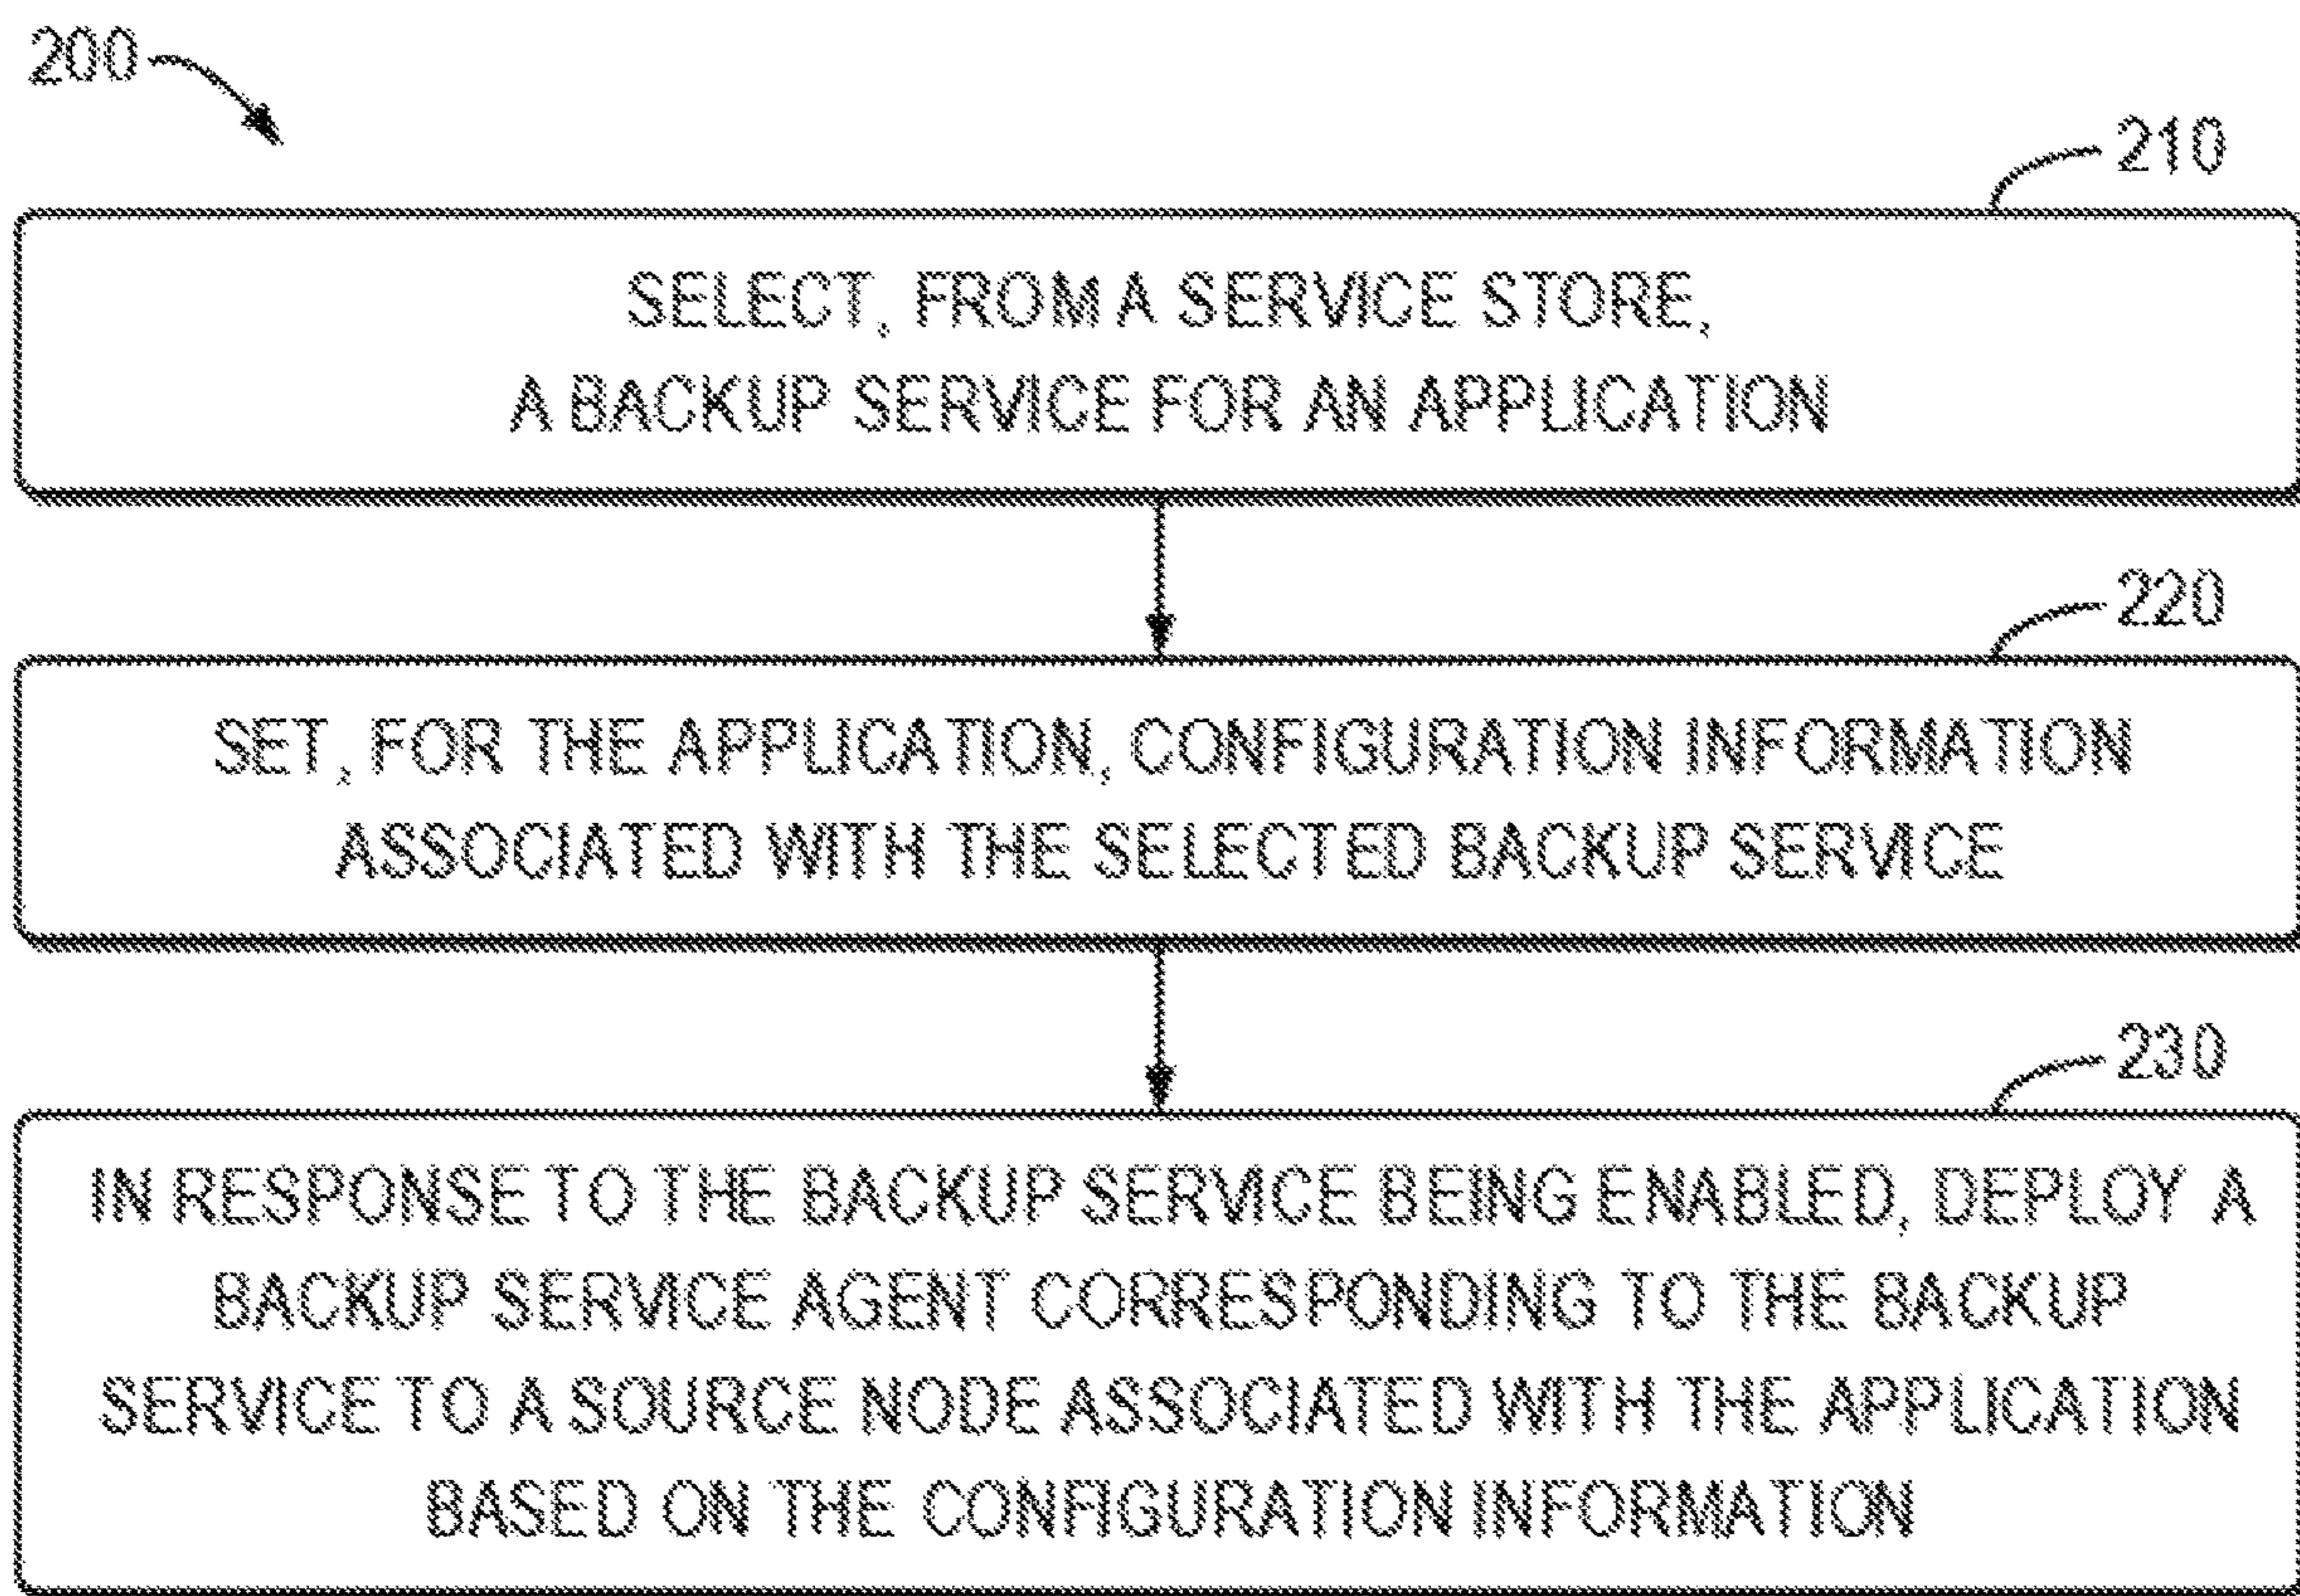 200
210
SELECT, FROM A SERVICE STORE,
A BACKUP SERVICE FOR AN APPLICATION
220
SET, FOR THE APPLICATION, CONFIGURATION INFORMATION
ASSOCIATED WITH THE SELECTED BACKUP SERVICE
230
IN RESPONSE TO THE BACKUP SERVICE BEING ENABLED, DEPLOY A
BACKUP SERVICE AGENT CORRESPONDING TO THE BACKUP
SERVICE TO A SOURCE NODE ASSOCIATED WITH THE APPLICATION
BASED ON THE CONFIGURATION INFORMATION